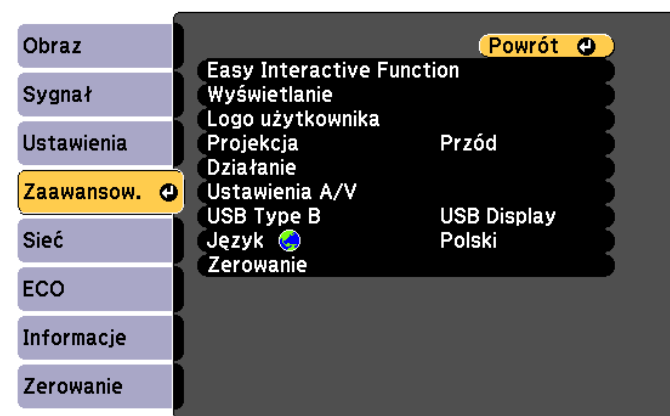 Obraz
Sygnał
Ustawienia
Zaawansow.
Sieć
ECO
Informacje
Zerowanie
Powrót
Easy Interactive Function
Wyświetlanie
Logo użytkownika
Projekcja Przód
Działanie
Ustawienia A/V
USB Type B USB Display
Język Polski
Zerowanie